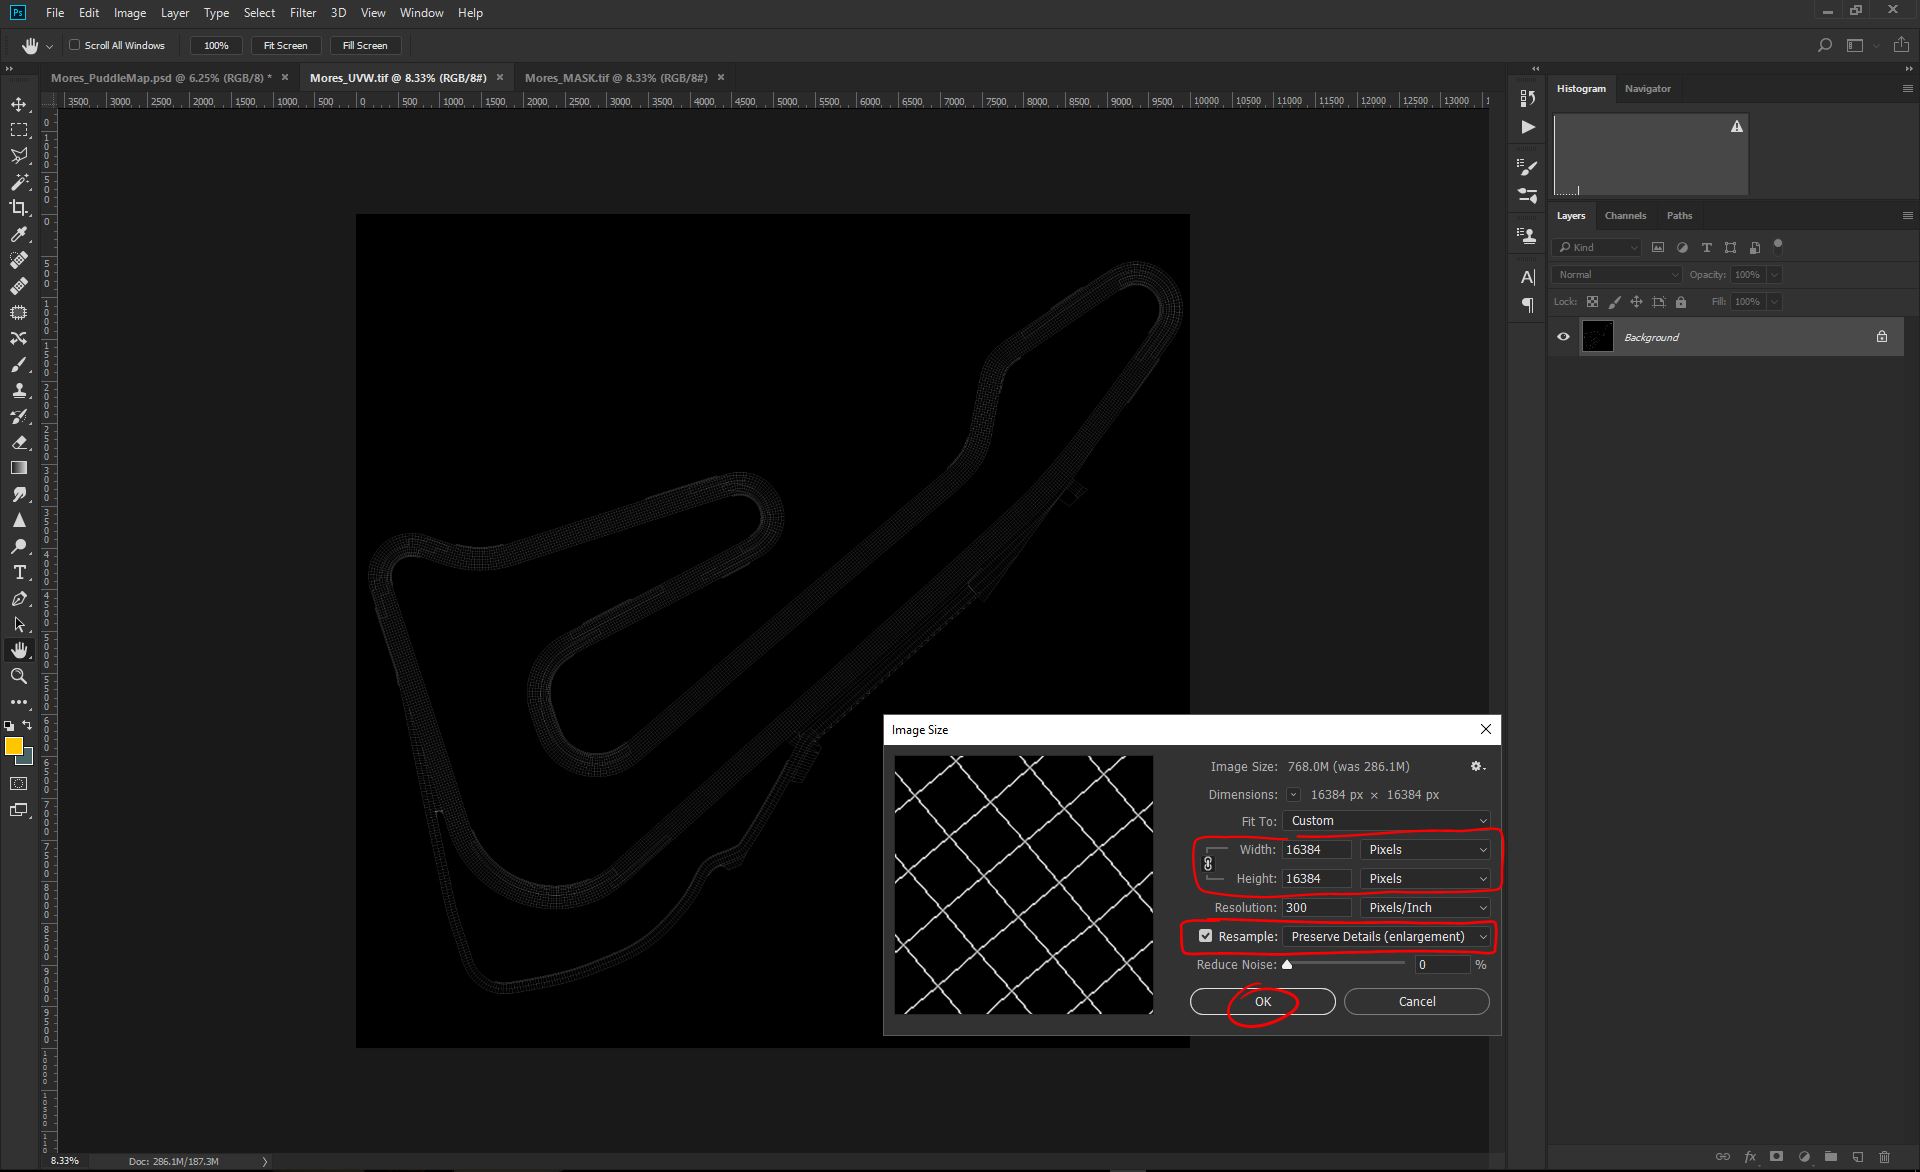 Ps File Edit Image Layer Type Select Filter 3D View Window Help
Scroll All Windows 100% Fit Screen Fill Screen
Mores_PuddleMap.psd @ 6.25% (RGB/8) * Mores_UVW.tif @ 8.33% (RGB/8#) Mores_MASK.tif @ 8.33% (RGB/8#)
3500 3000 2500 2000 1500 1000 500 0 500 1000 1500 2000 2500 3000 3500 4000 4500 5000 5500 6000 6500 7000 7500 8000 8500 9000 9500 10000 10500 11000 11500 12000 12500 13000
Histogram Navigator
Layers Channels Paths
Kind
Normal Opacity: 100%
Lock: Fill: 100%
Background
Image Size
Image Size: 768.0M (was 286.1M)
Dimensions: 16384 px × 16384 px
Fit To: Custom
Width: 16384 Pixels
Height: 16384 Pixels
Resolution: 300 Pixels/Inch
Resample: Preserve Details (enlargement)
Reduce Noise: 0 %
OK Cancel
8.33% Doc: 286.1M/187.3M
fx